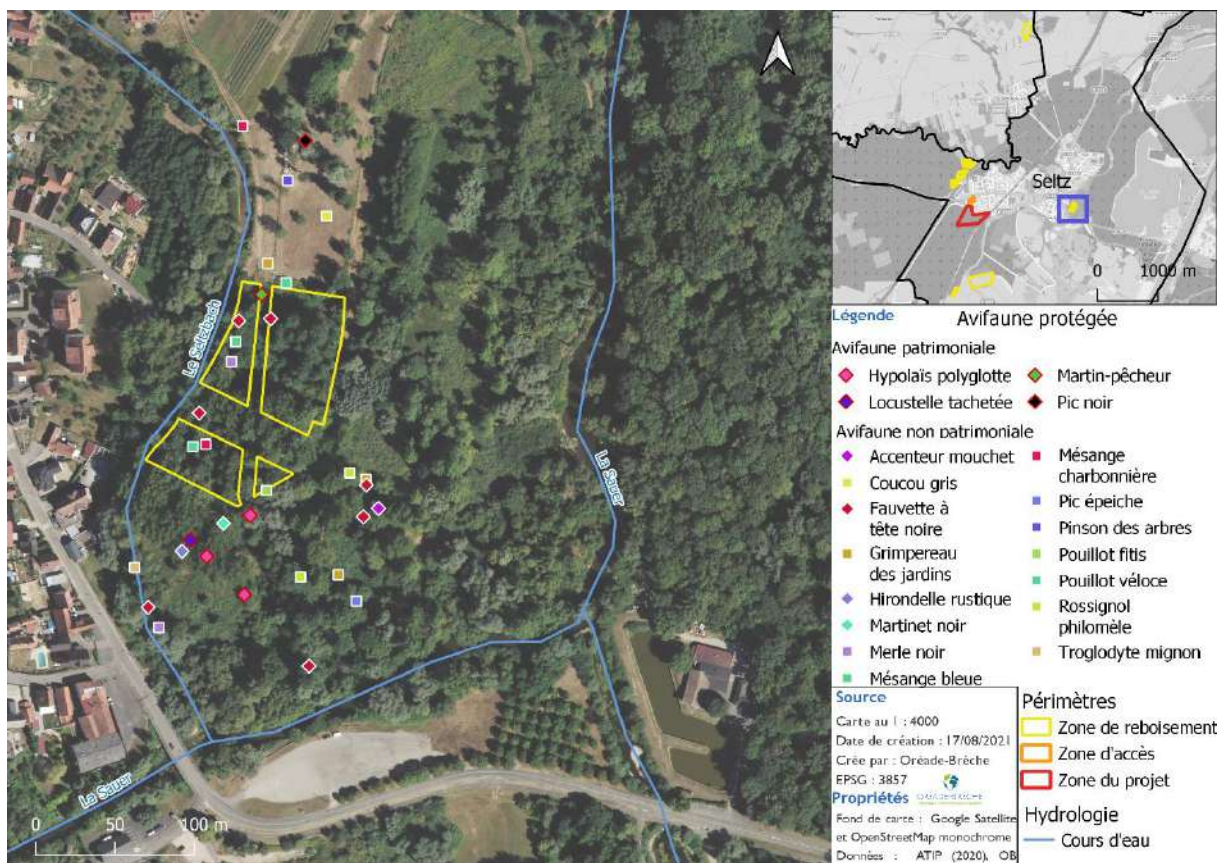 Le Selzbach
La Sauer
La Sauer
0 50 100 m
Seltz
0 1000 m
Légende
Avifaune protégée
Avifaune patrimoniale
Hypolaïs polyglotte
Locustelle tachetée
Martin-pêcheur
Pic noir
Avifaune non patrimoniale
Accenteur mouchet
Coucou gris
Fauvette à
tête noire
Grimpereau
des jardins
Hirondelle rustique
Martinet noir
Merle noir
Mésange bleue
Mésange
charbonnière
Pic épeiche
Pinson des arbres
Pouillot fitis
Pouillot véloce
Rossignol
philomèle
Troglodyte mignon
Source
Carte au 1 : 4000
Date de création : 17/08/2021
Crée par : Oréade-Brèche
EPSG : 3857
Propriétés
OREADE-BRECHE
Fond de carte : Google Satellite
et OpenStreetMap monochrome
Données : ATIP (2020), OB
Périmètres
Zone de reboisement
Zone d'accès
Zone du projet
Hydrologie
Cours d'eau